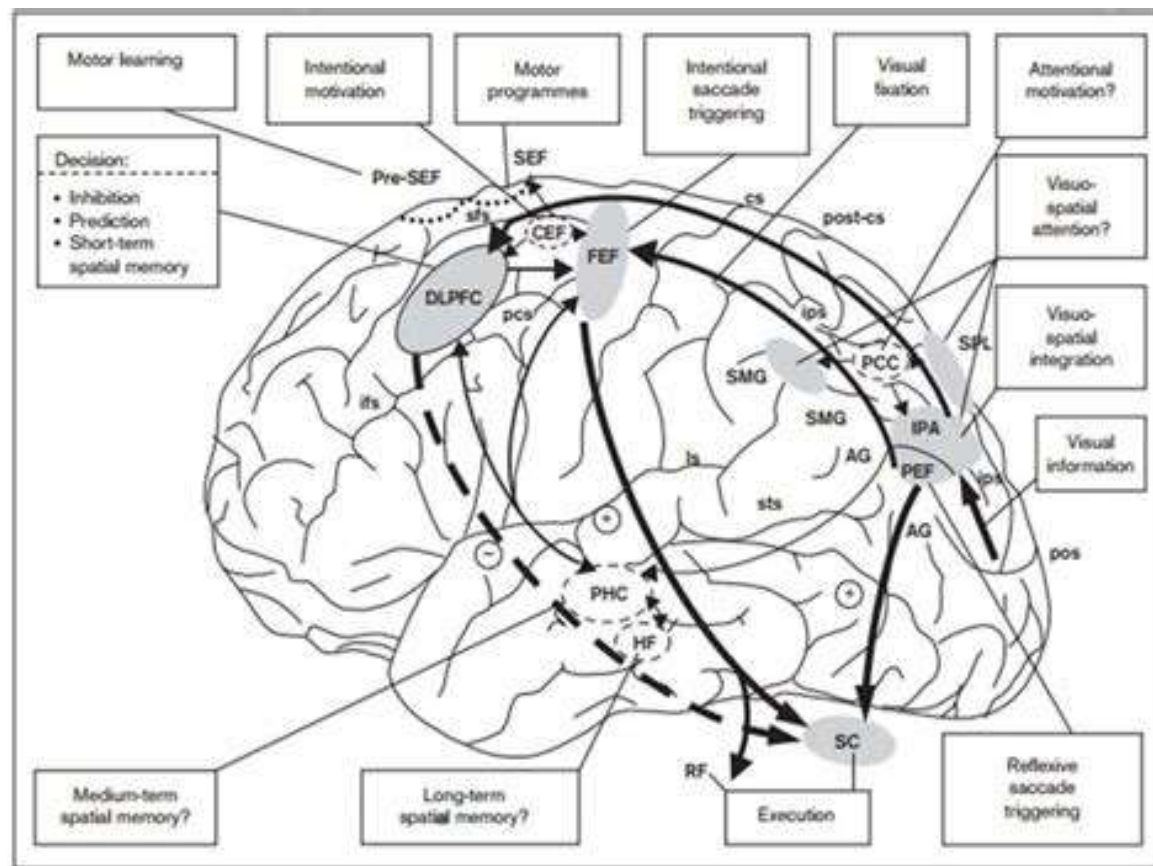 Motor learning
Intentional
motivation
Motor
programmes
Intentional
saccade
triggering
Visual
fixation
Attentional
motivation?
Decision:
• Inhibition
• Prediction
• Short-term
spatial memory
Visuo-
spatial
attention?
Visuo-
spatial
integration
Visual
information
Pre-SEF
SEF
sfs
CEF
FEF
cs
post-cs
DLPFC
pcs
ips
PCC
SPL
SMG
SMG
IPA
ifs
AG
PEF
ips
ls
sts
AG
pos
+
−
+
PHC
HF
SC
RF
Medium-term
spatial memory?
Long-term
spatial memory?
Execution
Reflexive
saccade
triggering